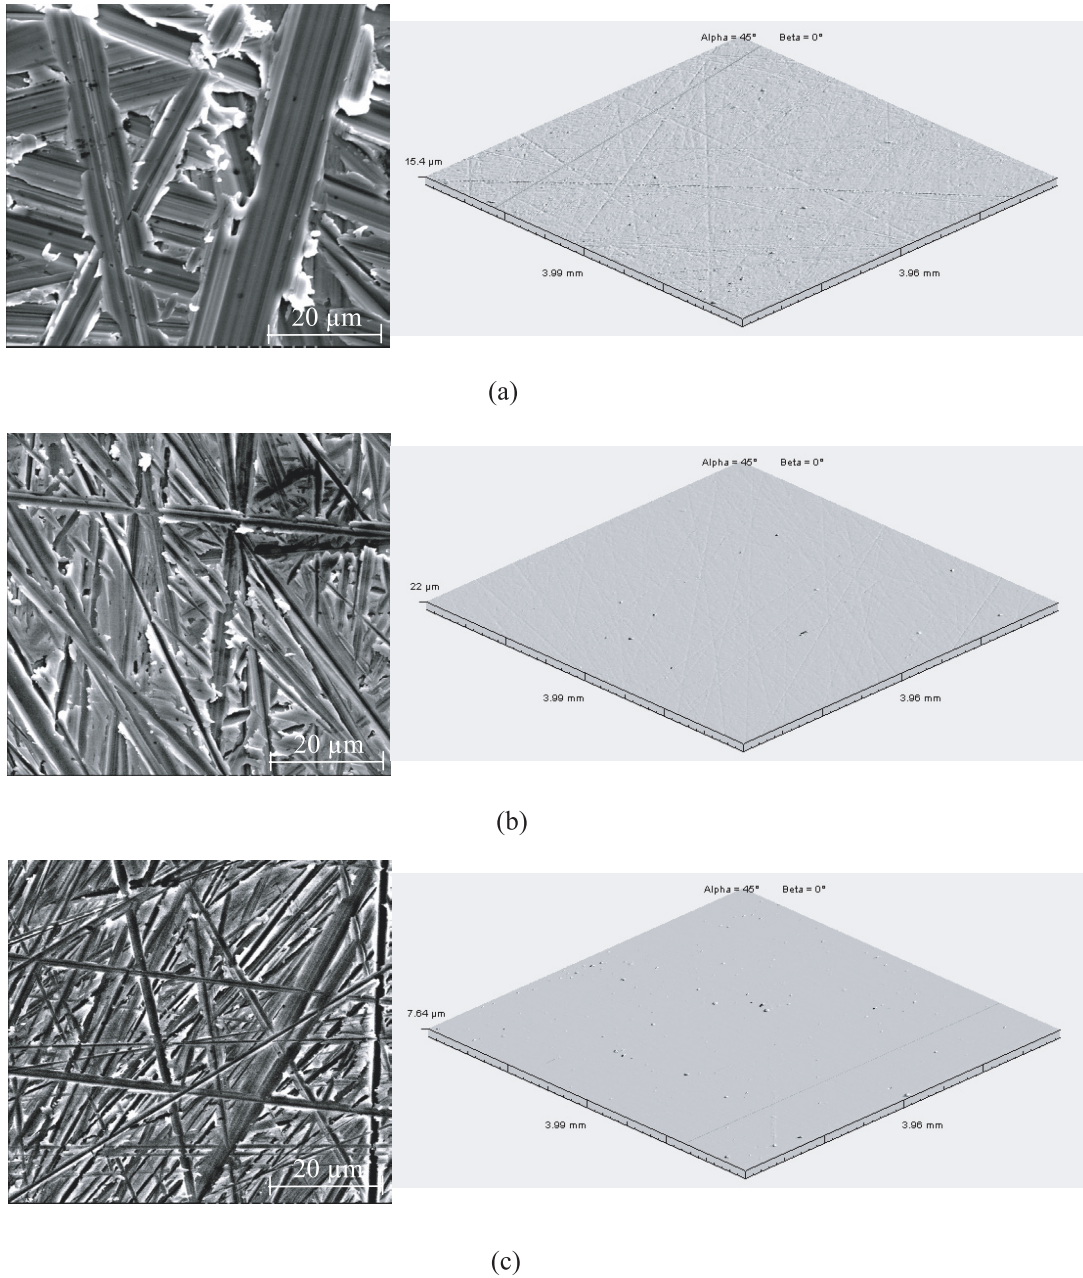 Alpha = 45° Beta = 0°
15.4 µm
3.99 mm 3.96 mm
20 µm
(a)
Alpha = 45° Beta = 0°
22 µm
3.99 mm 3.96 mm
20 µm
(b)
Alpha = 45° Beta = 0°
7.64 µm
3.99 mm 3.96 mm
20 µm
(c)